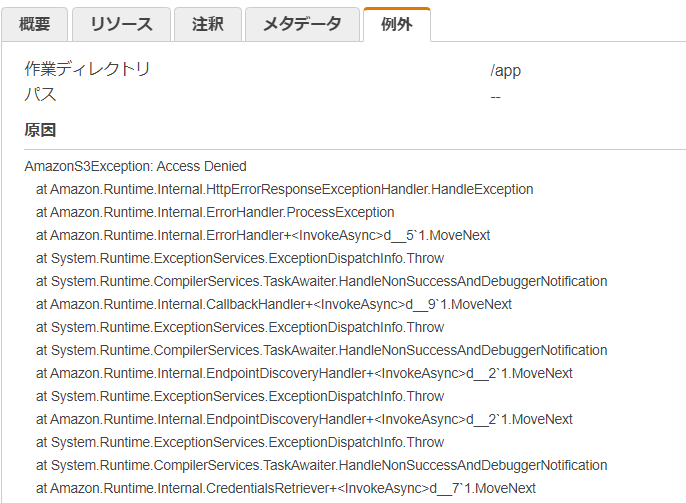 概要 リソース 注釈 メタデータ 例外
作業ディレクトリ /app
パス --
原因
AmazonS3Exception: Access Denied
at Amazon.Runtime.Internal.HttpErrorResponseExceptionHandler.HandleException
at Amazon.Runtime.Internal.ErrorHandler.ProcessException
at Amazon.Runtime.Internal.ErrorHandler+<InvokeAsync>d__5`1.MoveNext
at System.Runtime.ExceptionServices.ExceptionDispatchInfo.Throw
at System.Runtime.CompilerServices.TaskAwaiter.HandleNonSuccessAndDebuggerNotification
at Amazon.Runtime.Internal.CallbackHandler+<InvokeAsync>d__9`1.MoveNext
at System.Runtime.ExceptionServices.ExceptionDispatchInfo.Throw
at System.Runtime.CompilerServices.TaskAwaiter.HandleNonSuccessAndDebuggerNotification
at Amazon.Runtime.Internal.EndpointDiscoveryHandler+<InvokeAsync>d__2`1.MoveNext
at System.Runtime.ExceptionServices.ExceptionDispatchInfo.Throw
at Amazon.Runtime.Internal.EndpointDiscoveryHandler+<InvokeAsync>d__2`1.MoveNext
at System.Runtime.ExceptionServices.ExceptionDispatchInfo.Throw
at System.Runtime.CompilerServices.TaskAwaiter.HandleNonSuccessAndDebuggerNotification
at Amazon.Runtime.Internal.CredentialsRetriever+<InvokeAsync>d__7`1.MoveNext